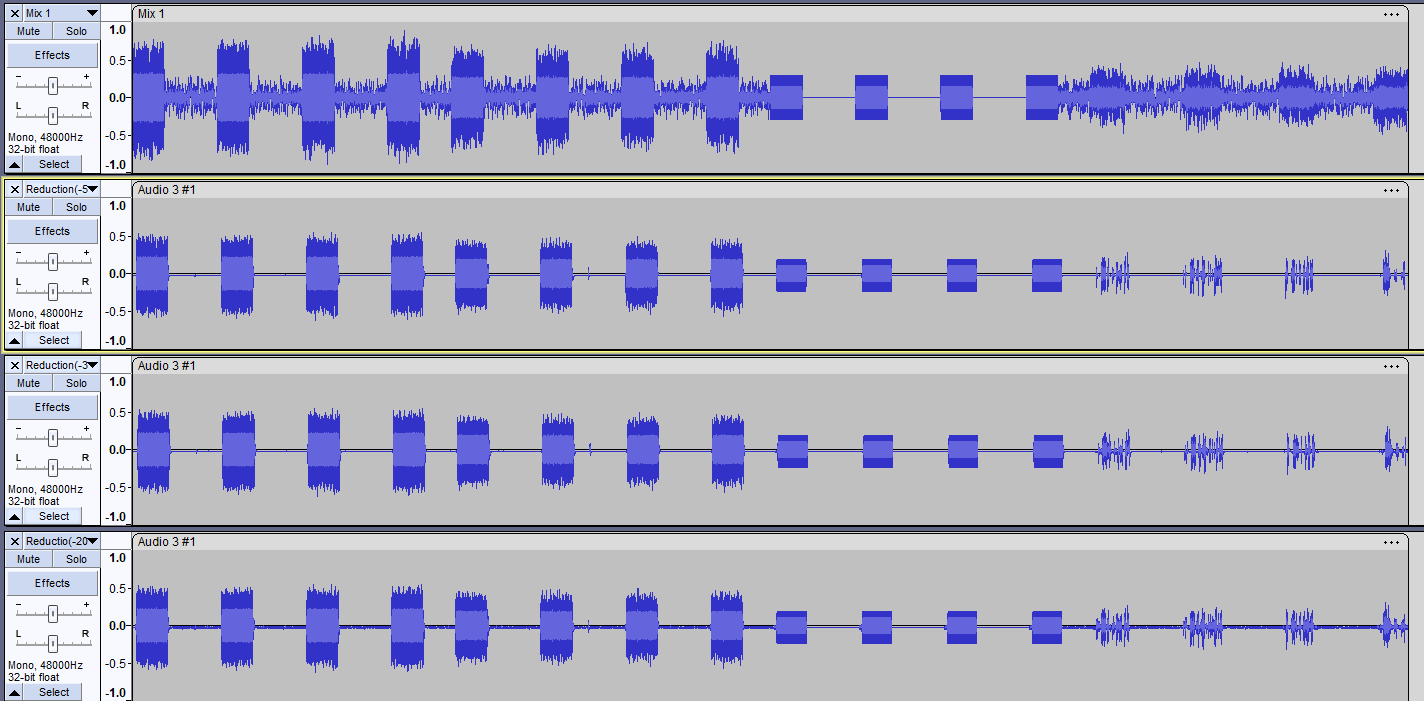 Mix 1
Mix 1 ...
Mute Solo
Effects
- +
L R
Mono, 48000Hz
32-bit float
Select
1.0
0.5
0.0
-0.5
-1.0
Reduction(-5
Audio 3 #1 ...
Mute Solo
Effects
- +
L R
Mono, 48000Hz
32-bit float
Select
1.0
0.5
0.0
-0.5
-1.0
Reduction(-3
Audio 3 #1 ...
Mute Solo
Effects
- +
L R
Mono, 48000Hz
32-bit float
Select
1.0
0.5
0.0
-0.5
-1.0
Reductio(-20
Audio 3 #1 ...
Mute Solo
Effects
- +
L R
Mono, 48000Hz
32-bit float
Select
1.0
0.5
0.0
-0.5
-1.0